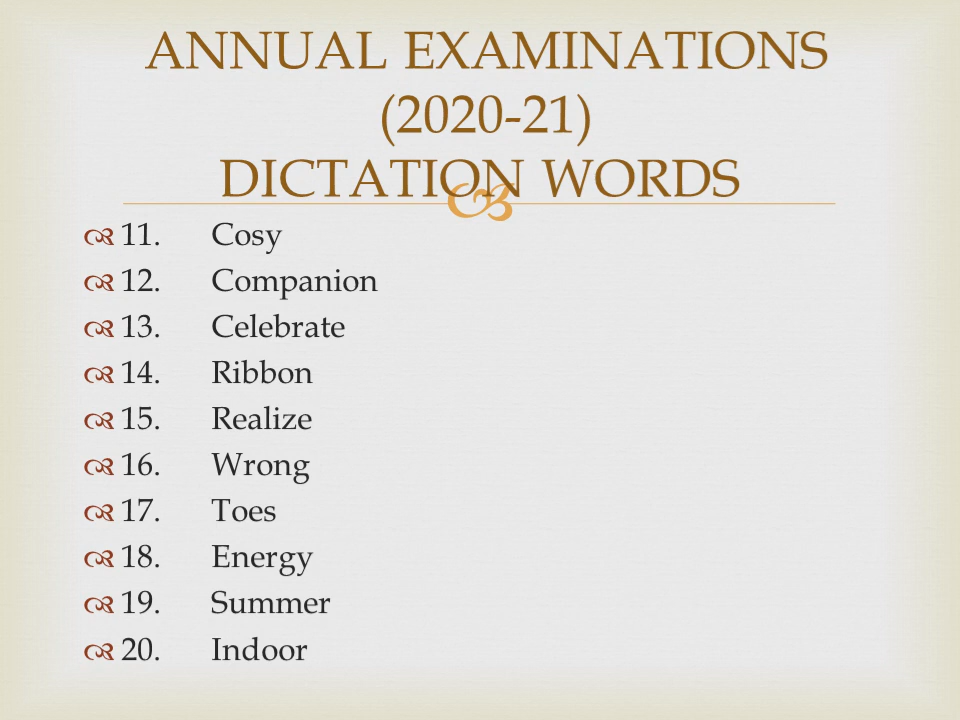 ANNUAL EXAMINATIONS
(2020-21)
DICTATION WORDS
11. Cosy
12. Companion
13. Celebrate
14. Ribbon
15. Realize
16. Wrong
17. Toes
18. Energy
19. Summer
20. Indoor